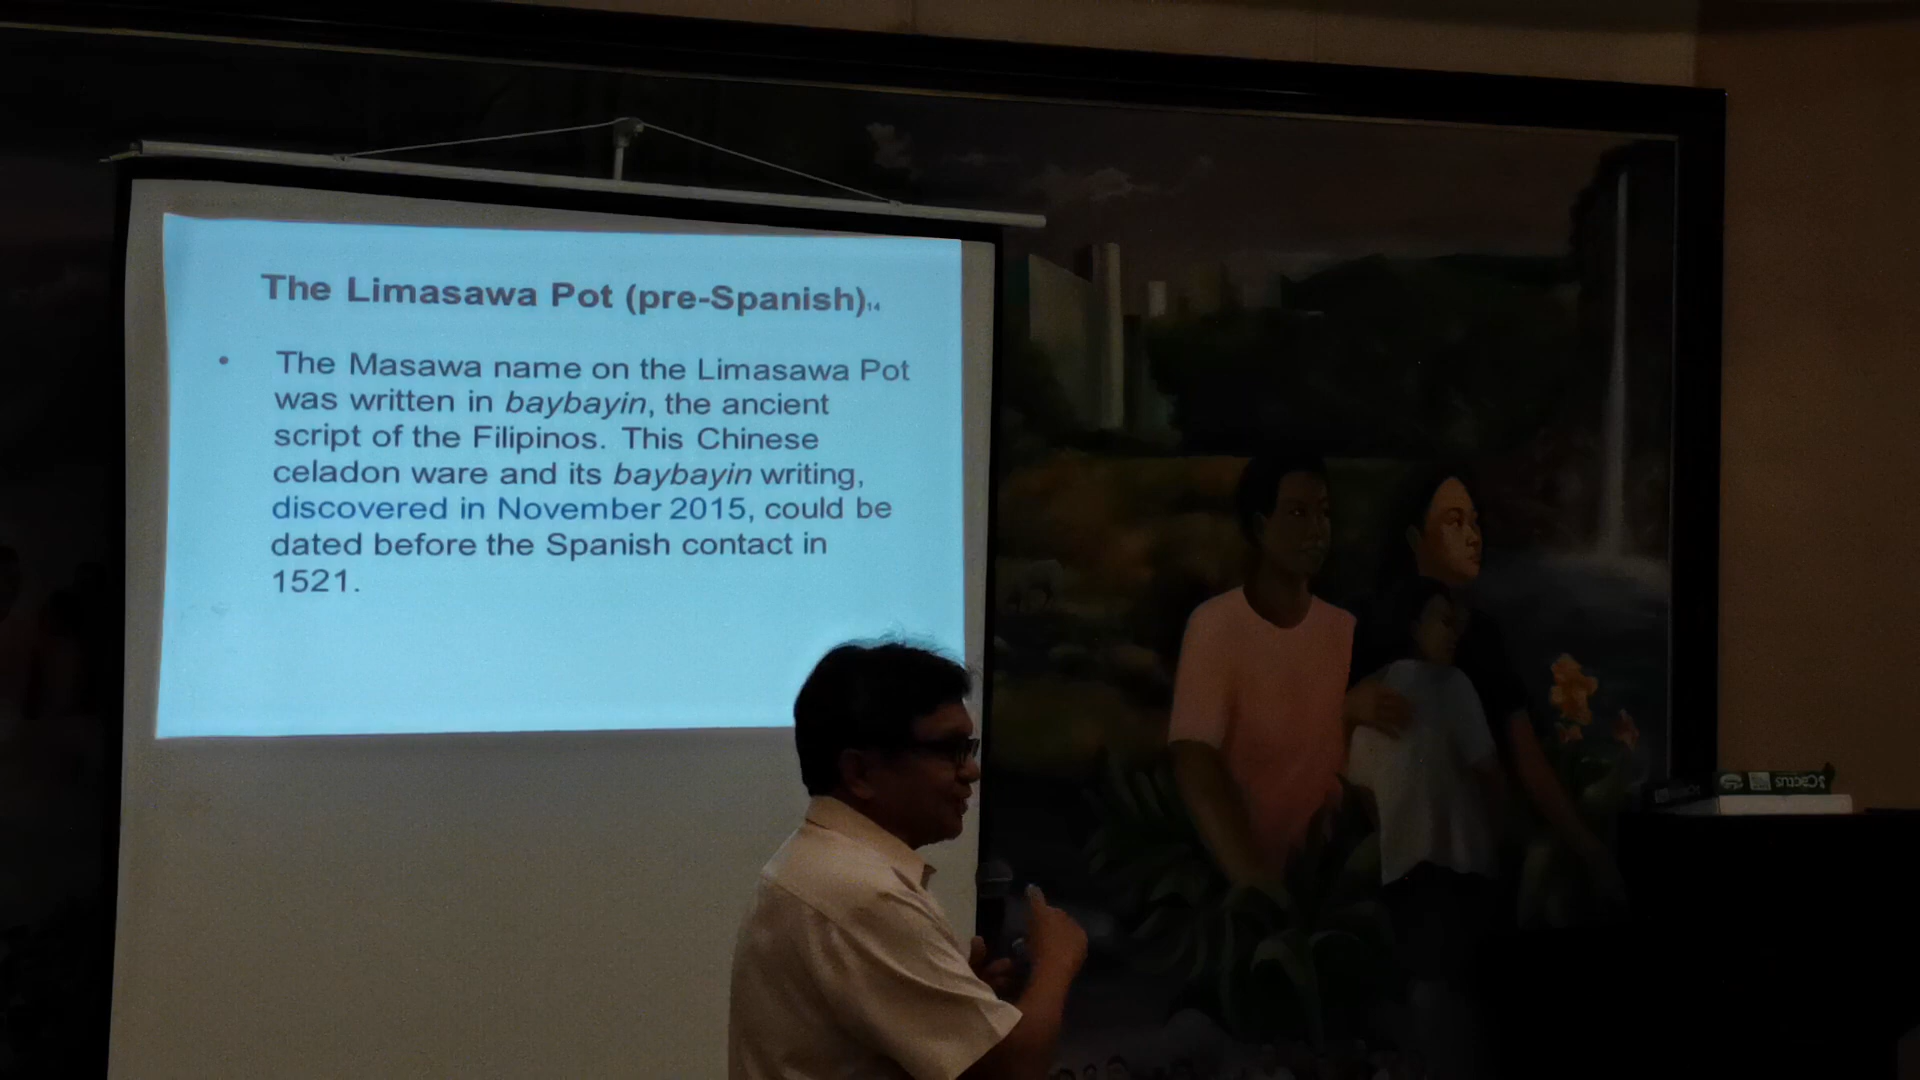 The Limasawa Pot (pre-Spanish)14
• The Masawa name on the Limasawa Pot
was written in baybayin, the ancient
script of the Filipinos. This Chinese
celadon ware and its baybayin writing,
discovered in November 2015, could be
dated before the Spanish contact in
1521.
Cactus